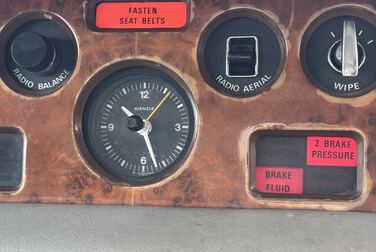 FASTEN
SEAT BELTS
RADIO BALANCE
12
KIENZLE
9
3
6
RADIO AERIAL
WIPE
2 BRAKE
PRESSURE
BRAKE
FLUID